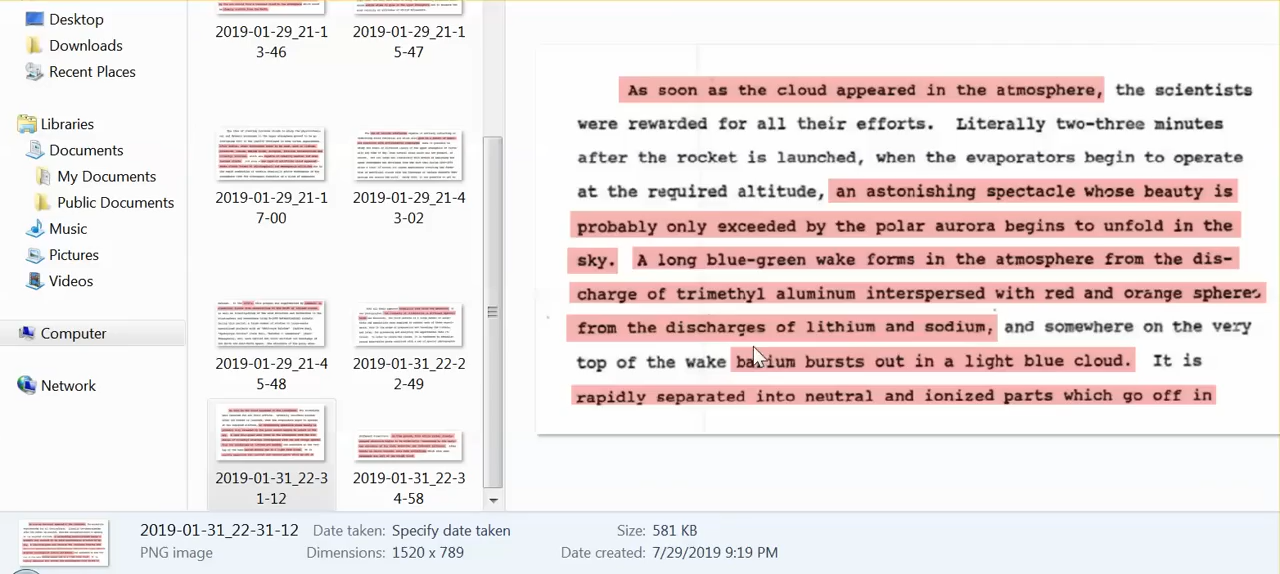 Desktop
Downloads
Recent Places
Libraries
Documents
My Documents
Public Documents
Music
Pictures
Videos
Computer
Network
2019-01-29_21-1
3-46
2019-01-29_21-1
5-47
2019-01-29_21-1
7-00
2019-01-29_21-4
3-02
2019-01-29_21-4
5-48
2019-01-31_22-2
2-49
2019-01-31_22-3
1-12
2019-01-31_22-3
4-58
As soon as the cloud appeared in the atmosphere, the scientists
were rewarded for all their efforts. Literally two-three minutes
after the rocket is launched, when the evaporators begin to operate
at the required altitude, an astonishing spectacle whose beauty is
probably only exceeded by the polar aurora begins to unfold in the
sky. A long blue-green wake forms in the atmosphere from the dis-
charge of trimethyl aluminum interspersed with red and orange spheres
from the discharges of lithium and sodium, and somewhere on the very
top of the wake barium bursts out in a light blue cloud. It is
rapidly separated into neutral and ionized parts which go off in
2019-01-31_22-31-12 Date taken: Specify date taken Size: 581 KB
PNG image Dimensions: 1520 x 789 Date created: 7/29/2019 9:19 PM